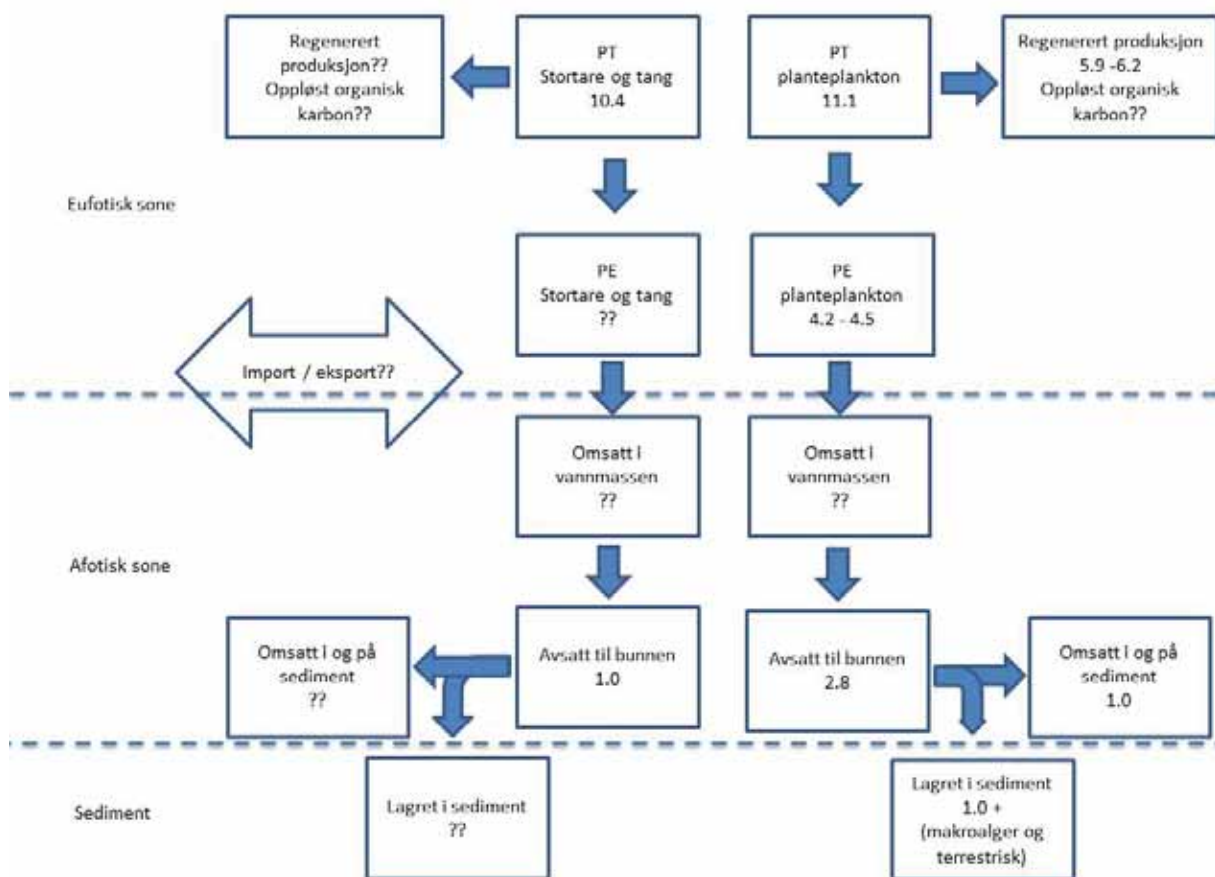 Regenerert
produksjon??
Oppløst organisk
karbon??
PT
Stortare og tang
10.4
PT
planteplankton
11.1
Regenerert produksjon
5.9 -6.2
Oppløst organisk
karbon??
Eufotisk sone
PE
Stortare og tang
??
PE
planteplankton
4.2 - 4.5
Import / eksport??
Omsatt i
vannmassen
??
Omsatt i
vannmassen
??
Afotisk sone
Omsatt i og på
sediment
??
Avsatt til bunnen
1.0
Avsatt til bunnen
2.8
Omsatt i og på
sediment
1.0
Sediment
Lagret i sediment
??
Lagret i sediment
1.0 +
(makroalger og
terrestrisk)